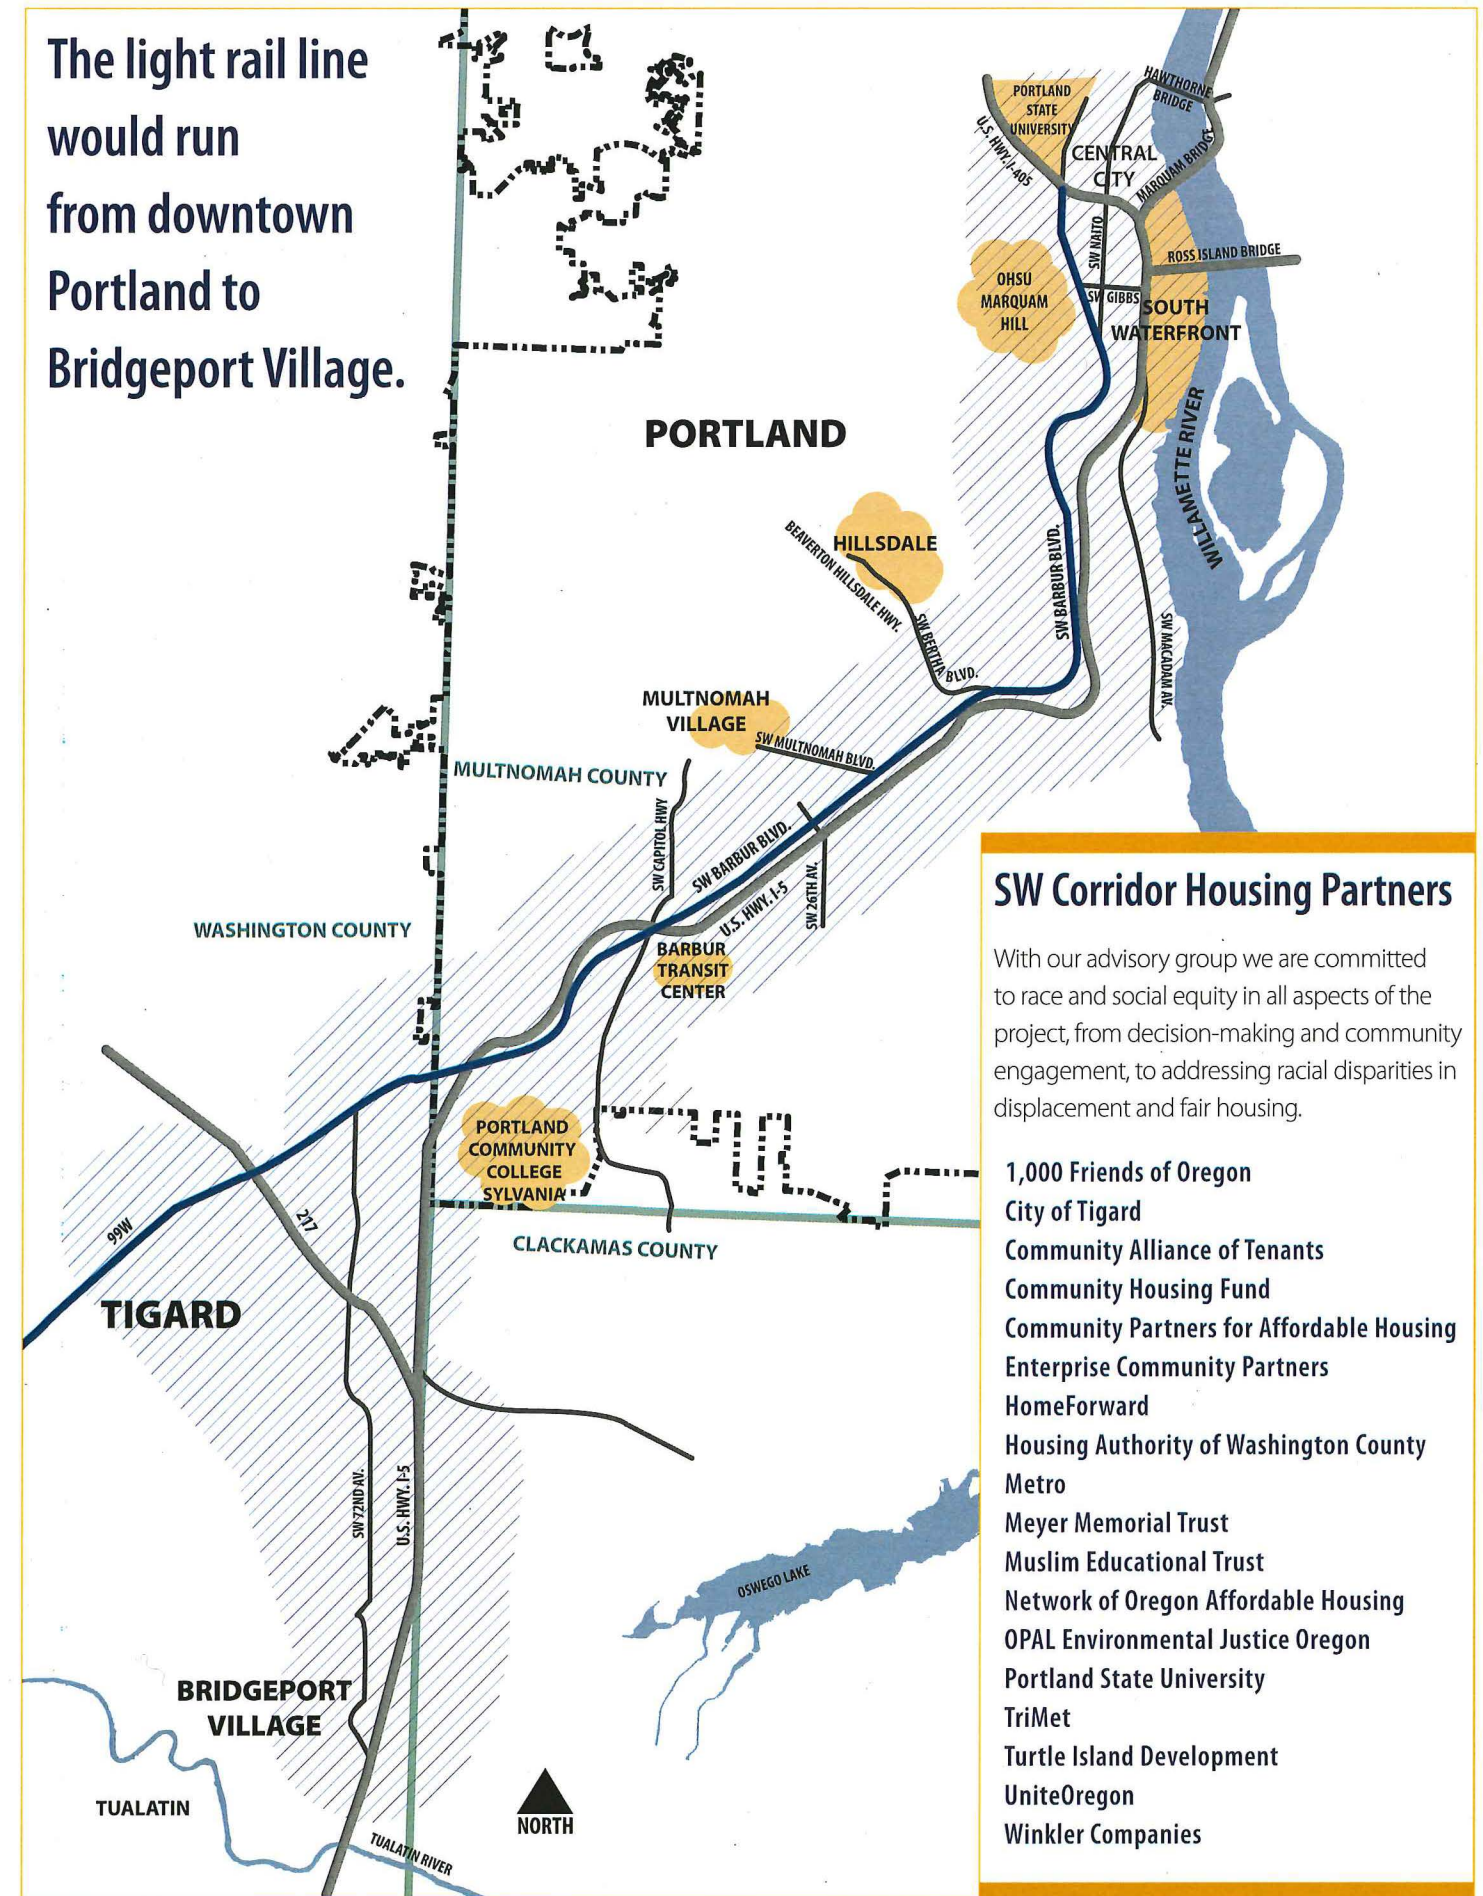 The light rail line
would run
from downtown
Portland to
Bridgeport Village.
HAWTHORNE
BRIDGE
PORTLAND
STATE
UNIVERSITY
U.S. HWY. I-405
CENTRAL
CITY
MARQUAM BRIDGE
SW NAITO
ROSS ISLAND BRIDGE
OHSU
MARQUAM
HILL
SW GIBBS
SOUTH
WATERFRONT
WILLAMETTE RIVER
PORTLAND
HILLSDALE
BEAVERTON HILLSDALE HWY.
SW BERTHA BLVD.
SW BARBUR BLVD.
SW MACADAM AV.
MULTNOMAH
VILLAGE
SW MULTNOMAH BLVD.
MULTNOMAH COUNTY
SW CAPITOL HWY
SW BARBUR BLVD.
U.S. HWY. I-5
SW 26TH AV.
WASHINGTON COUNTY
BARBUR
TRANSIT
CENTER
PORTLAND
COMMUNITY
COLLEGE
SYLVANIA
CLACKAMAS COUNTY
99W
217
TIGARD
SW 72ND AV.
U.S. HWY. I-5
OSWEGO LAKE
BRIDGEPORT
VILLAGE
TUALATIN
TUALATIN RIVER
NORTH
SW Corridor Housing Partners
With our advisory group we are committed
to race and social equity in all aspects of the
project, from decision-making and community
engagement, to addressing racial disparities in
displacement and fair housing.
1,000 Friends of Oregon
City of Tigard
Community Alliance of Tenants
Community Housing Fund
Community Partners for Affordable Housing
Enterprise Community Partners
HomeForward
Housing Authority of Washington County
Metro
Meyer Memorial Trust
Muslim Educational Trust
Network of Oregon Affordable Housing
OPAL Environmental Justice Oregon
Portland State University
TriMet
Turtle Island Development
UniteOregon
Winkler Companies